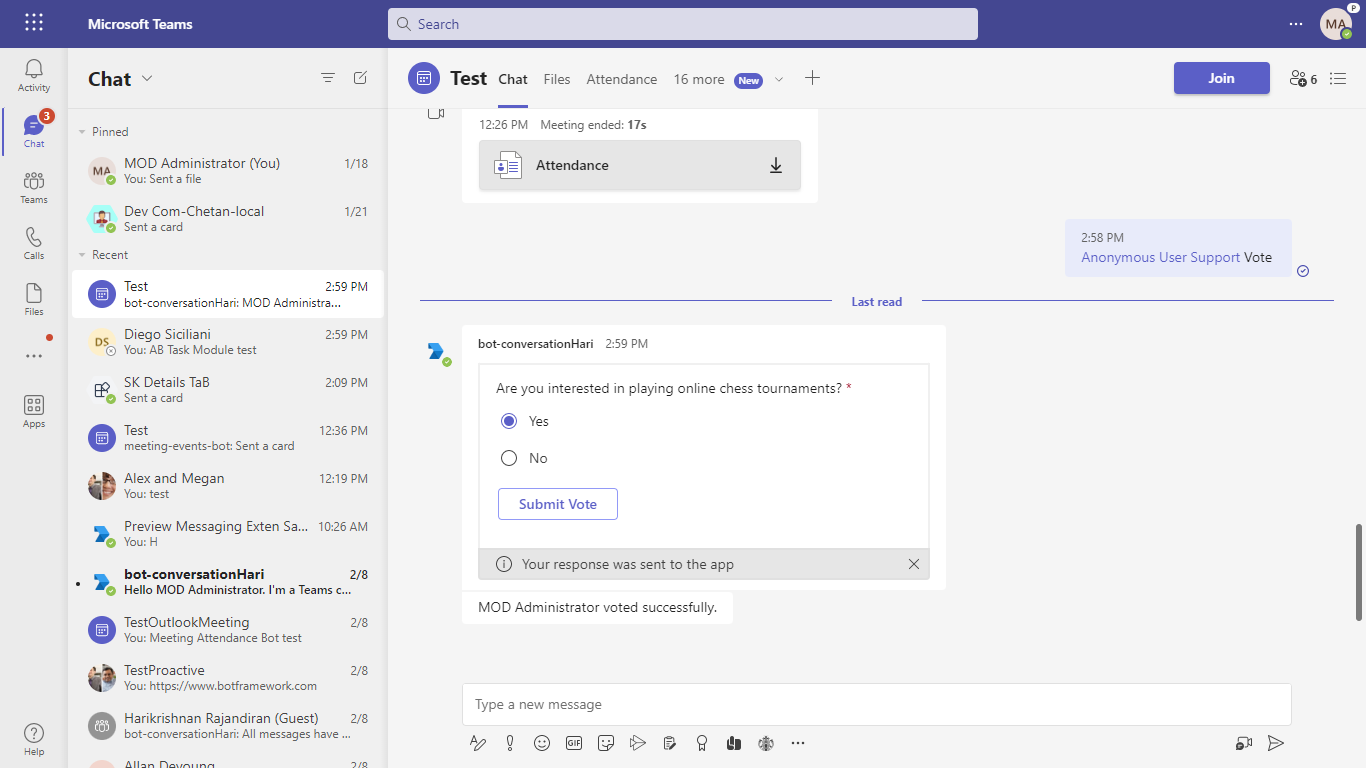 Microsoft Teams
Search
MA
P
Activity
Chat
3
Teams
Calls
Files
Apps
Help
Chat
Pinned
MA
MOD Administrator (You) 1/18
You: Sent a file
Dev Com-Chetan-local 1/21
Sent a card
Recent
Test 2:59 PM
bot-conversationHari: MOD Administra...
DS
Diego Siciliani 2:59 PM
You: AB Task Module test
SK Details TaB 2:09 PM
Sent a card
Test 12:36 PM
meeting-events-bot: Sent a card
Alex and Megan 12:19 PM
You: test
Preview Messaging Exten Sa... 10:26 AM
You: H
bot-conversationHari 2/8
Hello MOD Administrator. I'm a Teams c...
TestOutlookMeeting 2/8
You: Meeting Attendance Bot test
TestProactive 2/8
You: https://www.botframework.com
Harikrishnan Rajandiran (Guest) 2/8
bot-conversationHari: All messages have ...
Allan Deyoung 2/8
Test Chat Files Attendance 16 more New
Join
6
12:26 PM Meeting ended: 17s
Attendance
2:58 PM
Anonymous User Support Vote
Last read
bot-conversationHari 2:59 PM
Are you interested in playing online chess tournaments? *
Yes
No
Submit Vote
Your response was sent to the app
MOD Administrator voted successfully.
Type a new message
GIF